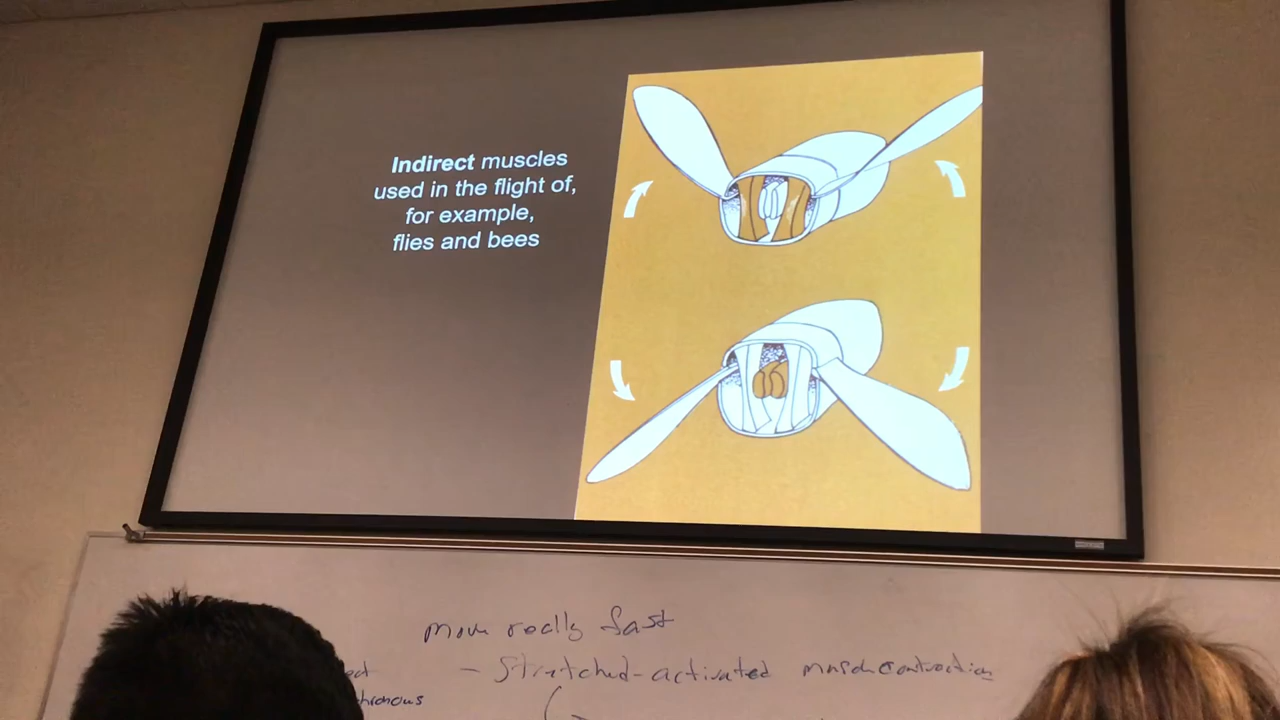 Indirect muscles
used in the flight of,
for example,
flies and bees
move really fast
- Stretched-activated muscle contraction